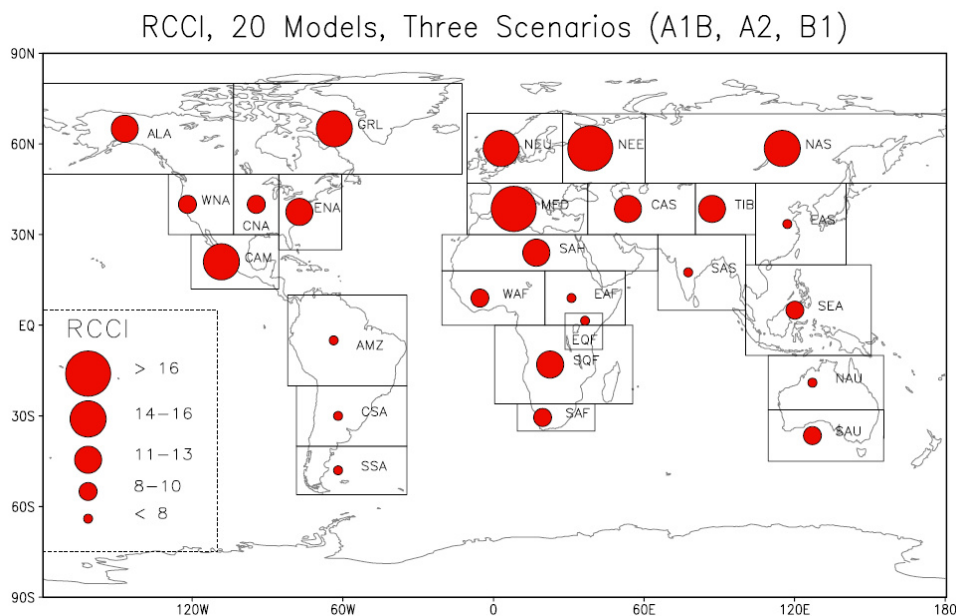 RCCI, 20 Models, Three Scenarios (A1B, A2, B1)
90N
60N
30N
EQ
30S
60S
90S
ALA
GRL
NEU
NEE
NAS
WNA
CNA
ENA
MED
CAS
TIB
EAS
CAM
SAH
SAS
WAF
EAF
SEA
EQF
AMZ
SQF
NAU
CSA
SAF
SAU
SSA
RCCI
> 16
14-16
11-13
8-10
< 8
120W
60W
0
60E
120E
180